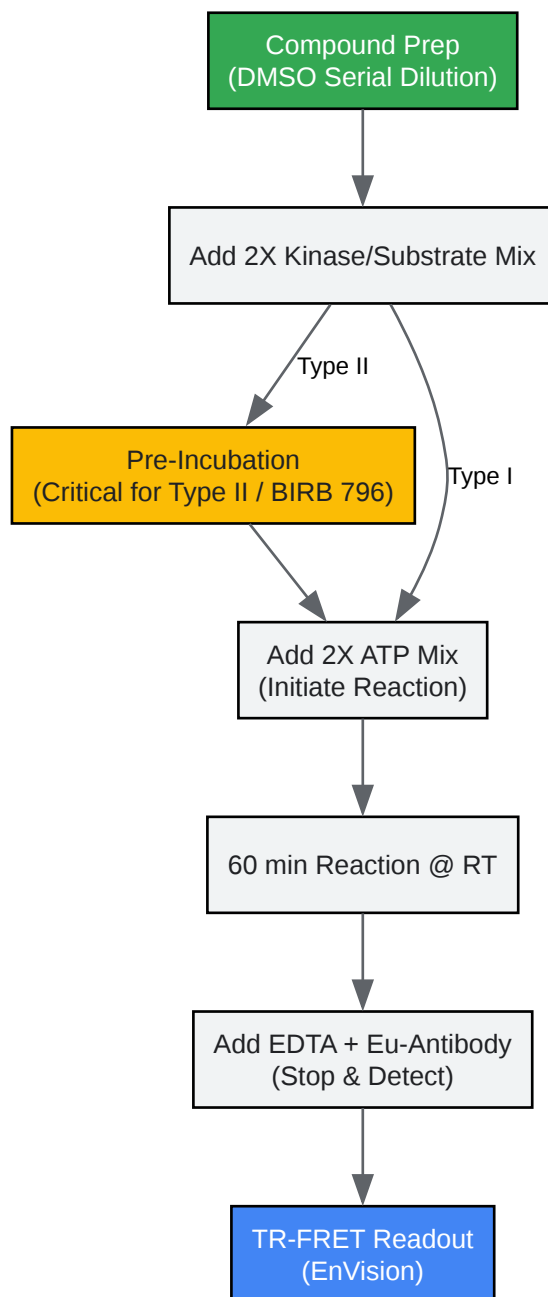 Compound Prep
(DMSO Serial Dilution)
Add 2X Kinase/Substrate Mix
Type II
Pre-Incubation
(Critical for Type II / BIRB 796)
Type I
Add 2X ATP Mix
(Initiate Reaction)
60 min Reaction @ RT
Add EDTA + Eu-Antibody
(Stop & Detect)
TR-FRET Readout
(EnVision)